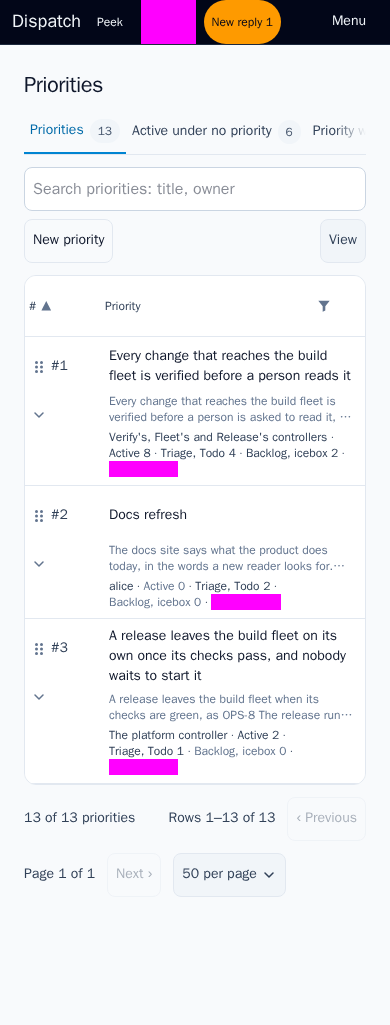 Dispatch Peek New reply 1 Menu
Priorities
Priorities 13 Active under no priority 6 Priority w
Search priorities: title, owner
New priority View
# ▲ Priority
#1 Every change that reaches the build
fleet is verified before a person reads it
Every change that reaches the build fleet is
verified before a person is asked to read it, ...
Verify's, Fleet's and Release's controllers ·
Active 8 · Triage, Todo 4 · Backlog, icebox 2 ·
#2 Docs refresh
The docs site says what the product does
today, in the words a new reader looks for....
alice · Active 0 · Triage, Todo 2 ·
Backlog, icebox 0 ·
#3 A release leaves the build fleet on its
own once its checks pass, and nobody
waits to start it
A release leaves the build fleet when its
checks are green, as OPS-8 The release run...
The platform controller · Active 2 ·
Triage, Todo 1 · Backlog, icebox 0 ·
13 of 13 priorities Rows 1–13 of 13 ‹ Previous
Page 1 of 1 Next › 50 per page